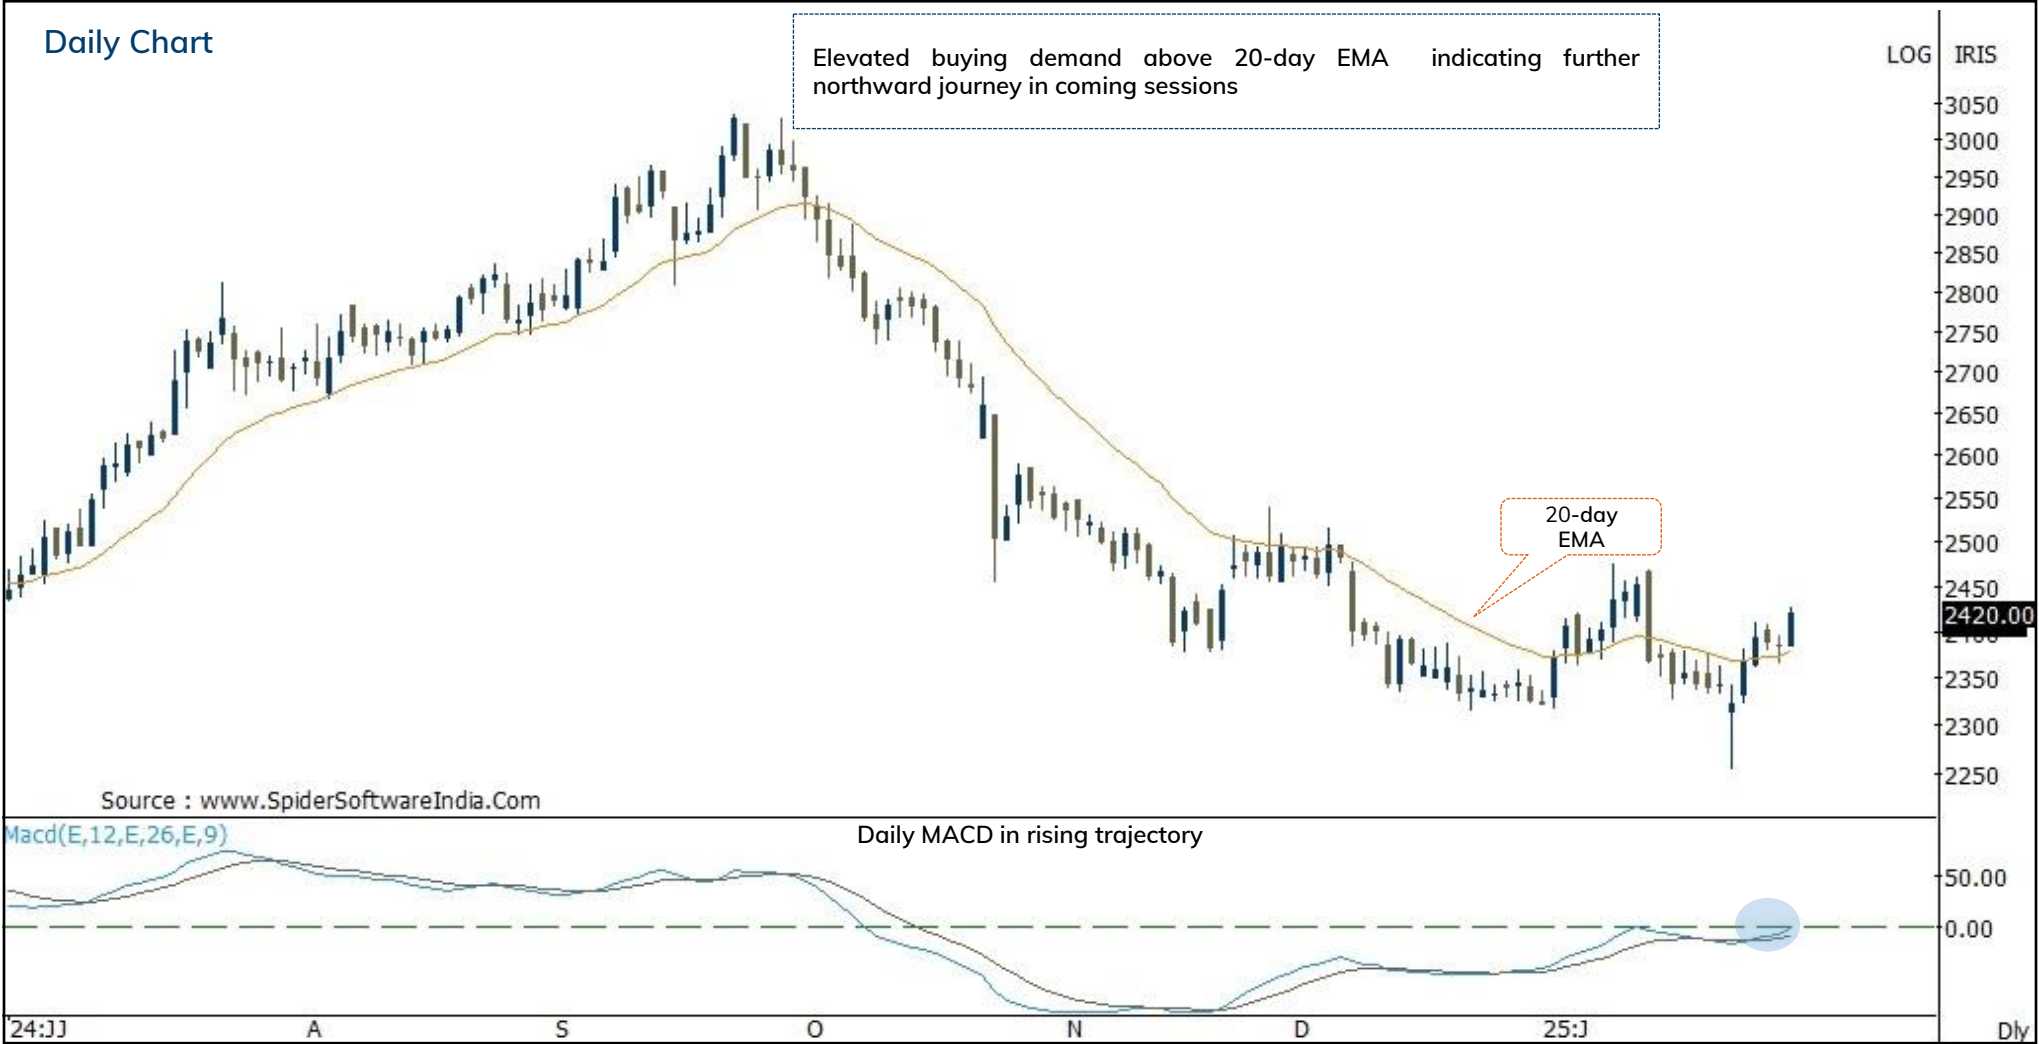 Daily Chart
Elevated buying demand above 20-day EMA indicating further
northward journey in coming sessions
LOG IRIS
3050
3000
2950
2900
2850
2800
2750
2700
2650
2600
2550
20-day
EMA
2500
2450
2420.00
2400
2350
2300
2250
Source : www.SpiderSoftwareIndia.Com
Macd(E,12,E,26,E,9)
Daily MACD in rising trajectory
50.00
0.00
24:JJ A S O N D 25:J Dly